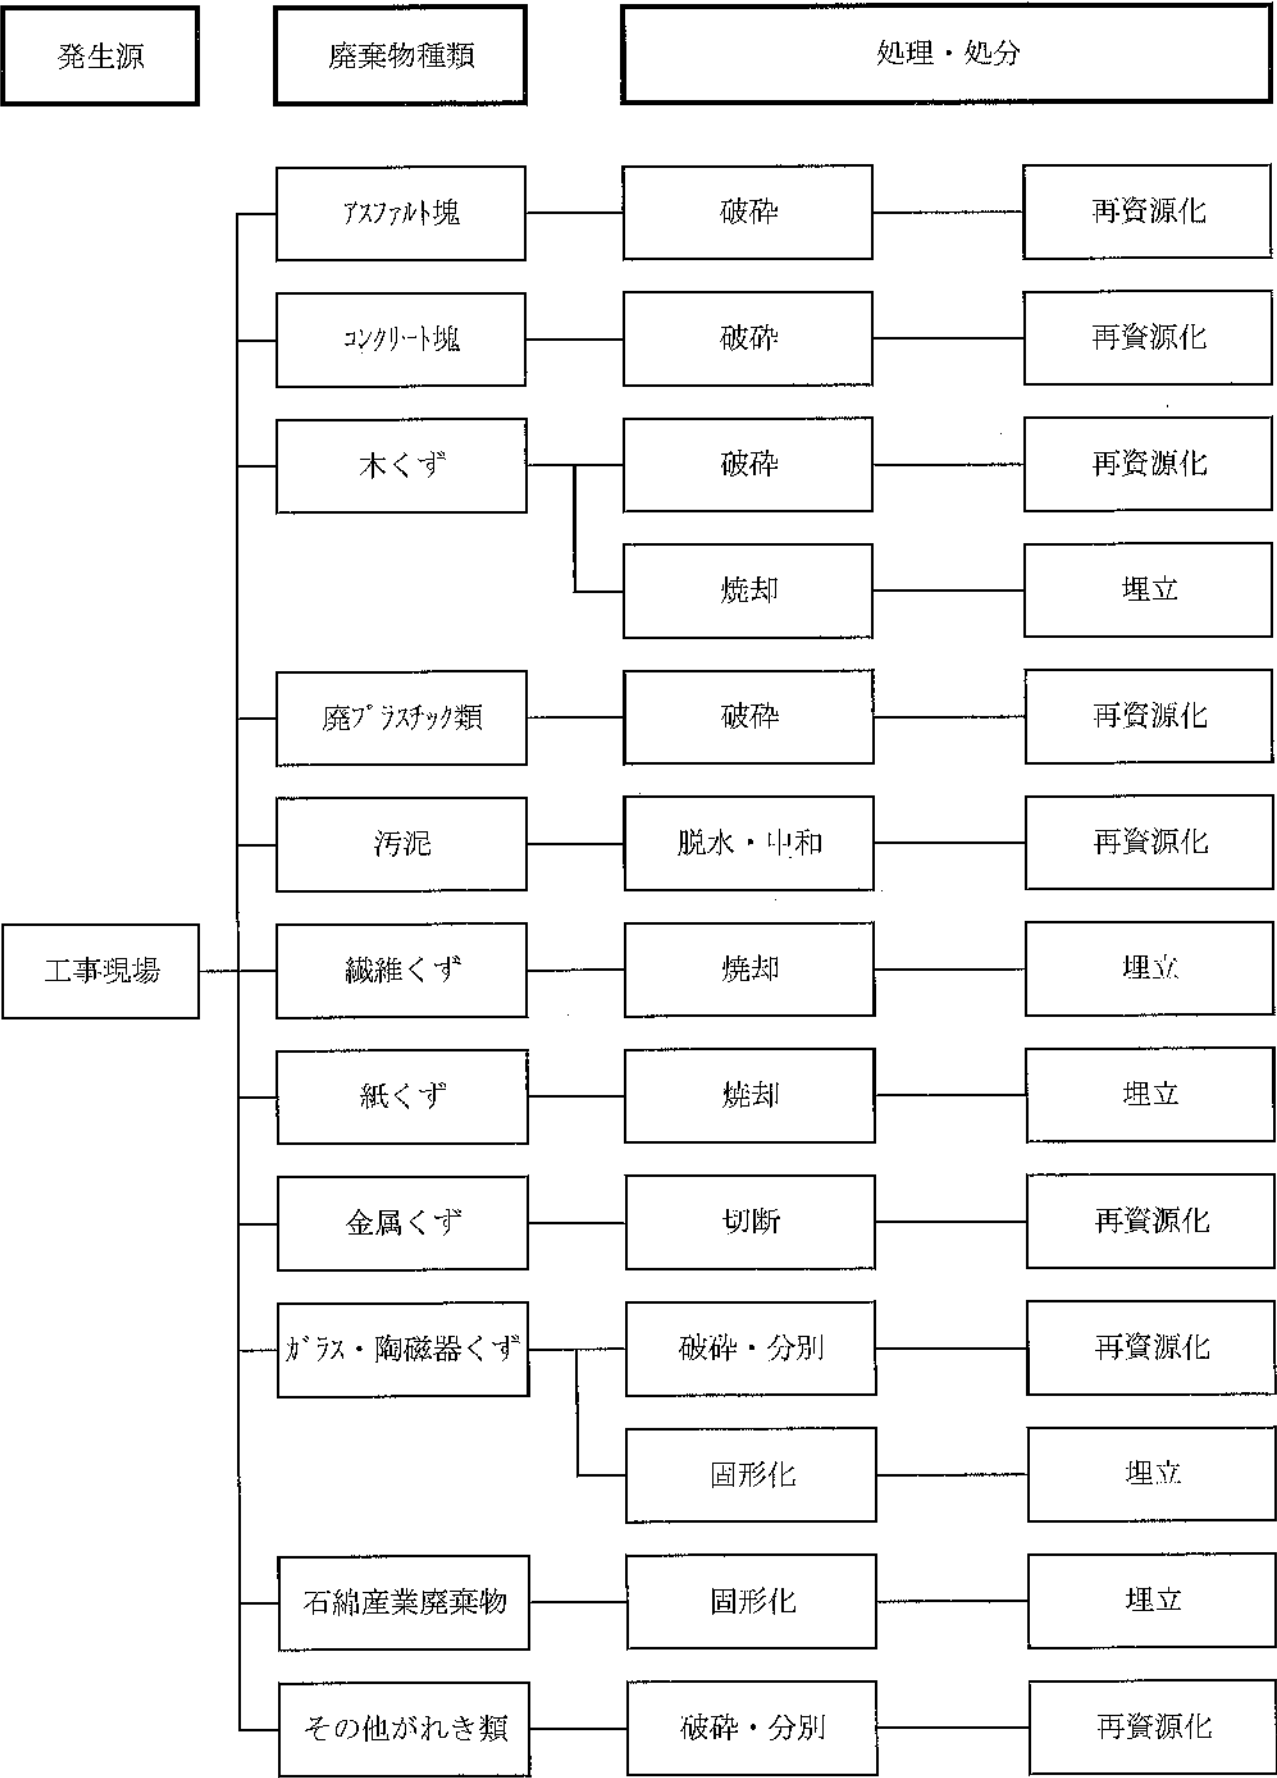 発生源
廃棄物種類
処理・処分
ｱｽﾌｧﾙﾄ塊
破砕
再資源化
ｺﾝｸﾘｰﾄ塊
破砕
再資源化
木くず
破砕
再資源化
焼却
埋立
廃ﾌﾟﾗｽﾁｯｸ類
破砕
再資源化
汚泥
脱水・中和
再資源化
工事現場
繊維くず
焼却
埋立
紙くず
焼却
埋立
金属くず
切断
再資源化
ｶﾞﾗｽ・陶磁器くず
破砕・分別
再資源化
固形化
埋立
石綿産業廃棄物
固形化
埋立
その他がれき類
破砕・分別
再資源化